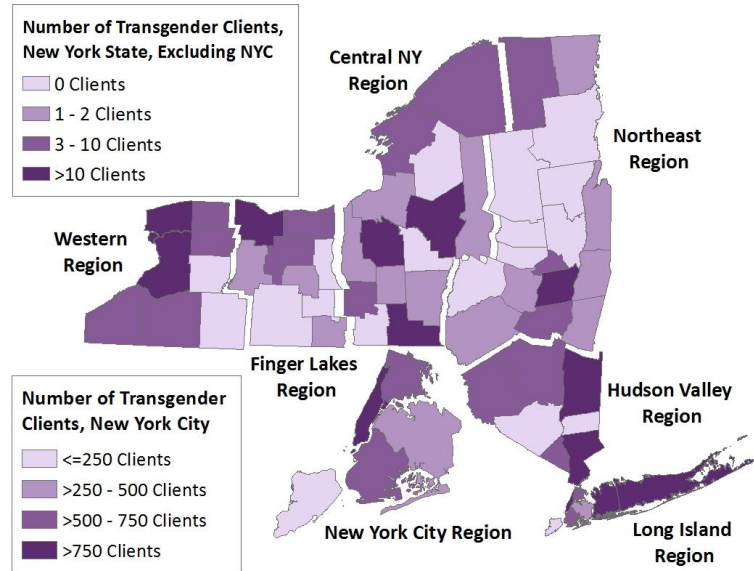 Number of Transgender Clients,
New York State, Excluding NYC
0 Clients
1 - 2 Clients
3 - 10 Clients
>10 Clients
Central NY
Region
Northeast
Region
Western
Region
Finger Lakes
Region
Hudson Valley
Region
Number of Transgender
Clients, New York City
<=250 Clients
>250 - 500 Clients
>500 - 750 Clients
>750 Clients
New York City Region
Long Island
Region